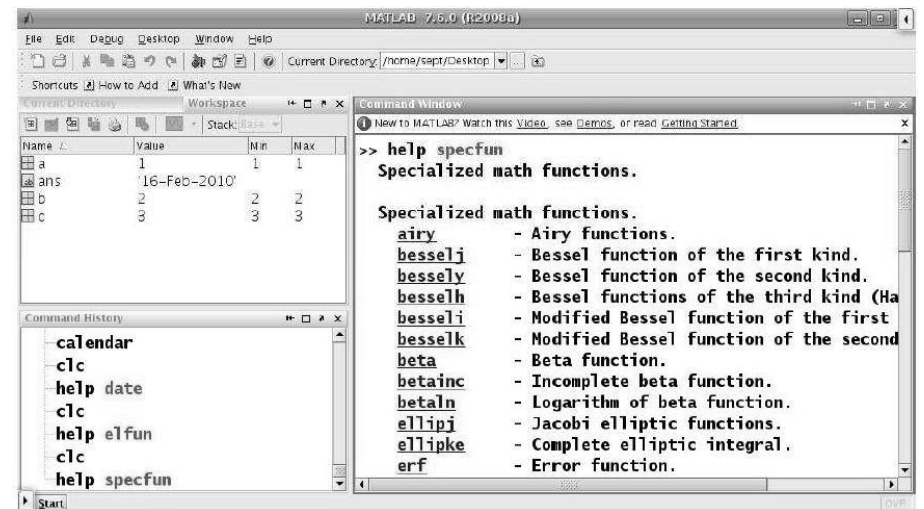 MATLAB 7.6.0 (R2008a)
File Edit Debug Desktop Window Help
Current Directory: /home/sept/Desktop
Shortcuts How to Add What's New
Current Directory Workspace
Stack: Base
Name Value Min Max
a 1 1 1
ans '16-Feb-2010'
b 2 2 2
c 3 3 3
Command History
calendar
clc
help date
clc
help elfun
clc
help specfun
Start
Command Window
New to MATLAB? Watch this Video, see Demos, or read Getting Started.
>> help specfun
Specialized math functions.
Specialized math functions.
airy - Airy functions.
besselj - Bessel function of the first kind.
bessely - Bessel function of the second kind.
besselh - Bessel functions of the third kind (Ha
besseli - Modified Bessel function of the first
besselk - Modified Bessel function of the second
beta - Beta function.
betainc - Incomplete beta function.
betaln - Logarithm of beta function.
ellipj - Jacobi elliptic functions.
ellipke - Complete elliptic integral.
erf - Error function.
OVR